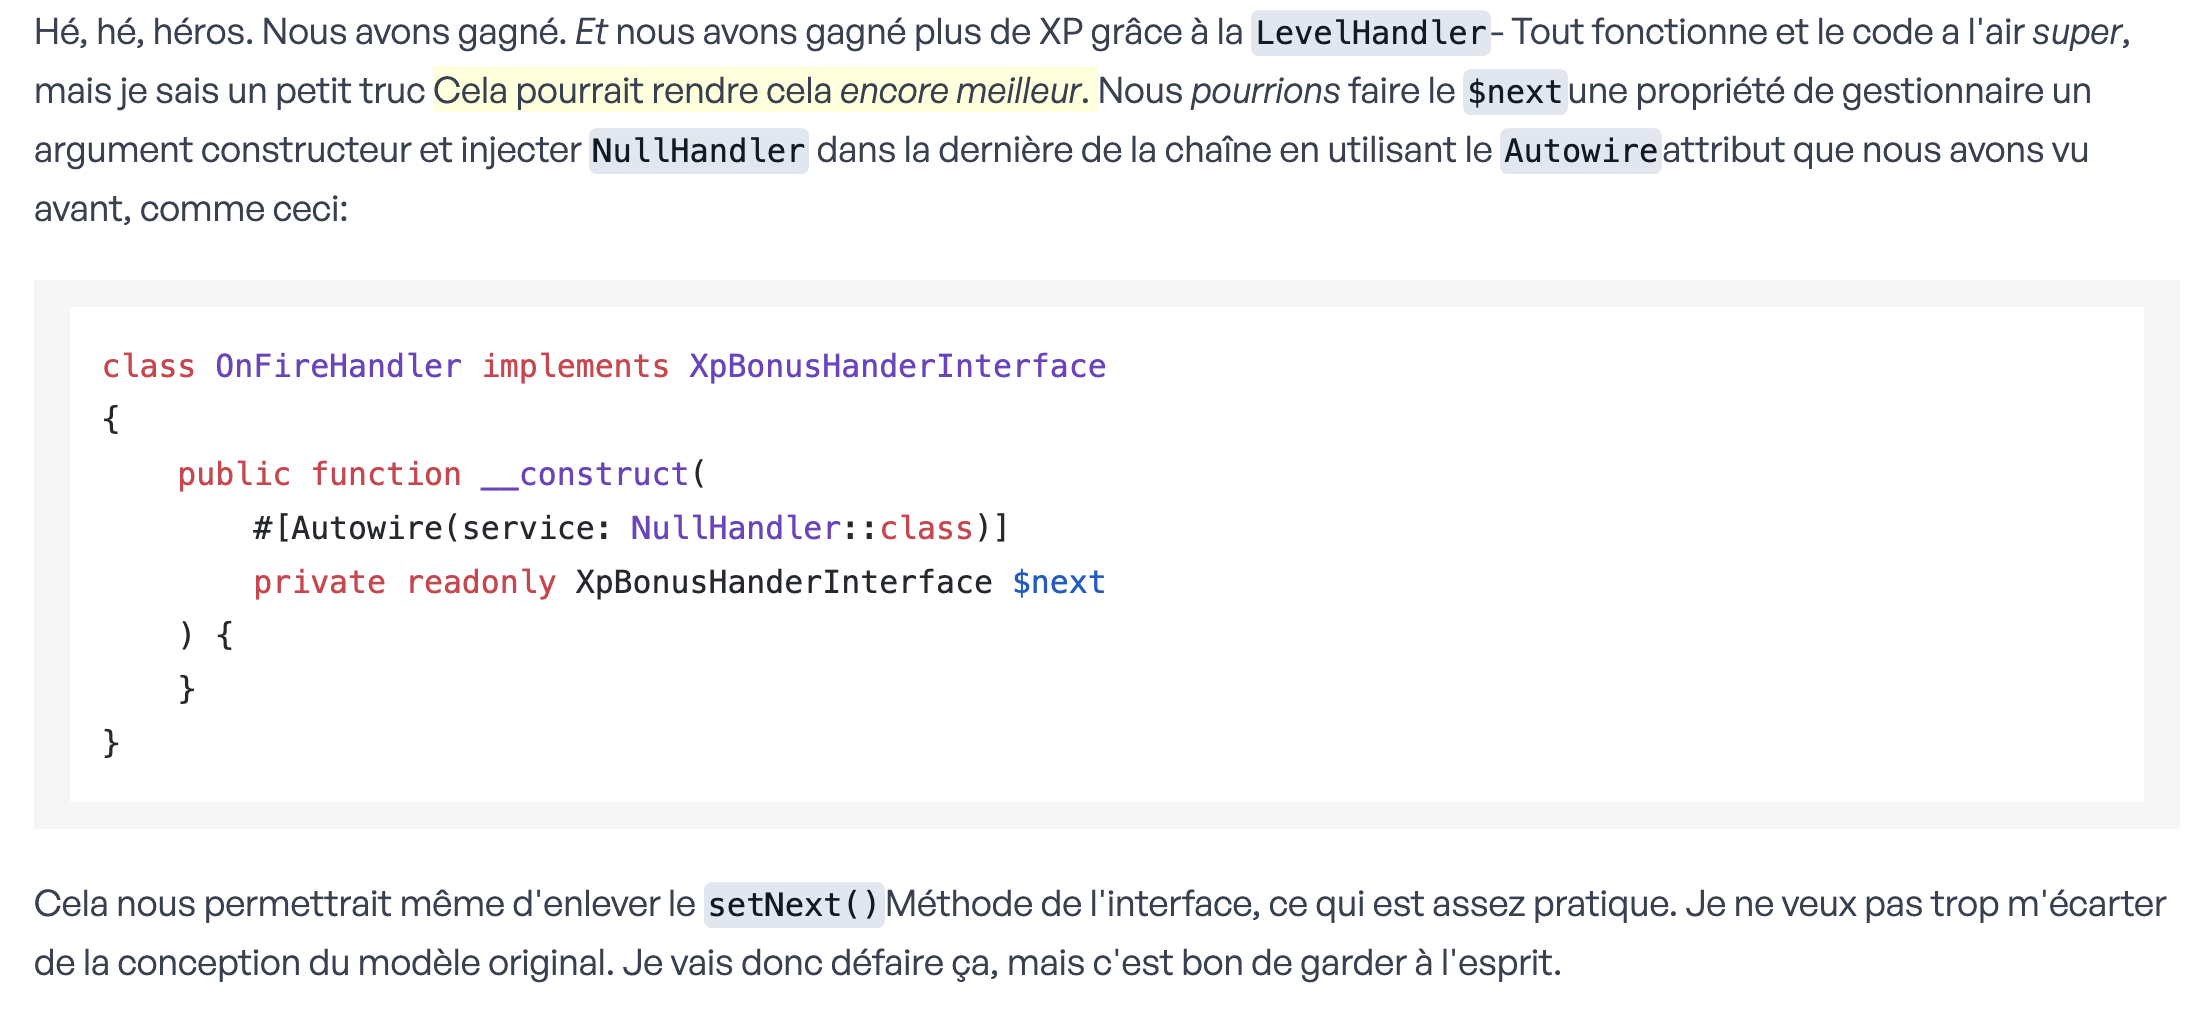 Hé, hé, héros. Nous avons gagné. Et nous avons gagné plus de XP grâce à la LevelHandler- Tout fonctionne et le code a l'air super,
mais je sais un petit truc Cela pourrait rendre cela encore meilleur. Nous pourrions faire le $next une propriété de gestionnaire un
argument constructeur et injecter NullHandler dans la dernière de la chaîne en utilisant le Autowire attribut que nous avons vu
avant, comme ceci:
class OnFireHandler implements XpBonusHanderInterface
{
    public function __construct(
        #[Autowire(service: NullHandler::class)]
        private readonly XpBonusHanderInterface $next
    ) {
    }
}
Cela nous permettrait même d'enlever le setNext() Méthode de l'interface, ce qui est assez pratique. Je ne veux pas trop m'écarter
de la conception du modèle original. Je vais donc défaire ça, mais c'est bon de garder à l'esprit.